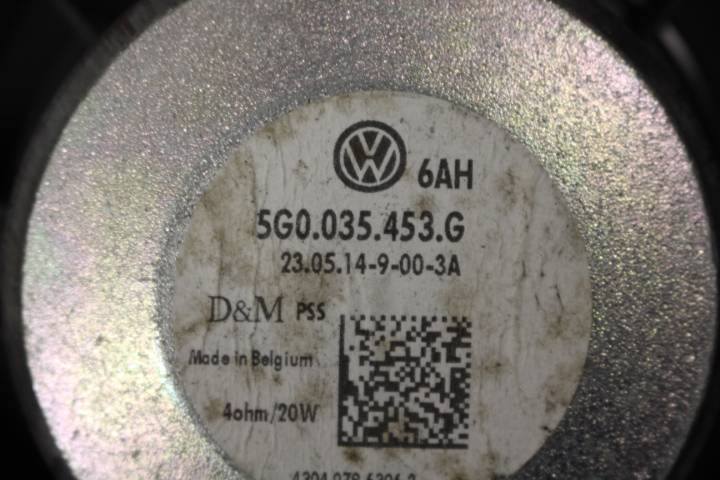 6AH
5G0.035.453.G
23.05.14-9-00-3A
D&M PSS
Made in Belgium
4ohm/20W